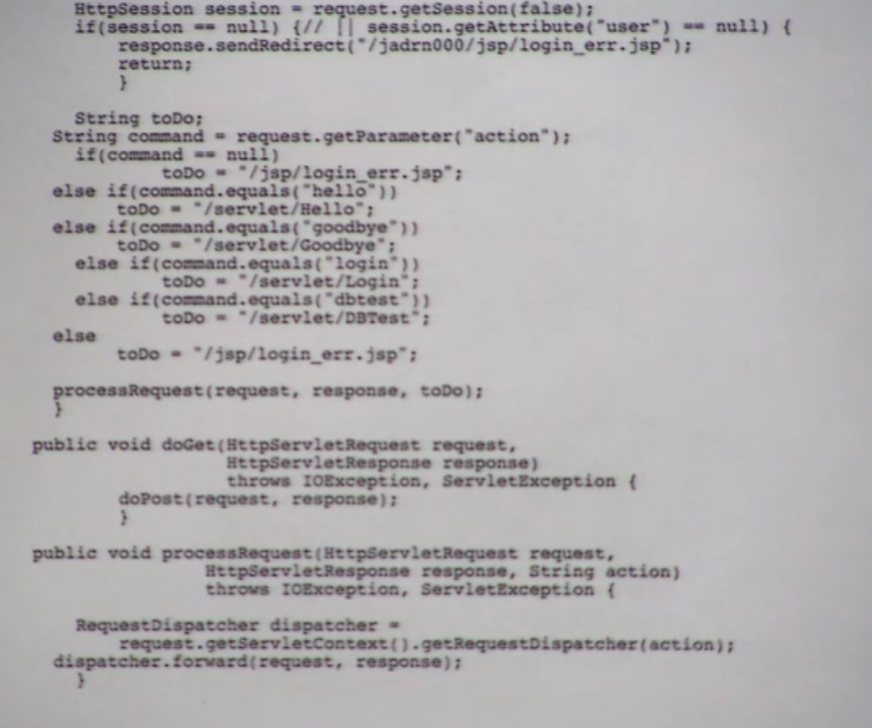 HttpSession session = request.getSession(false);
if(session == null) {// || session.getAttribute("user") == null) {
response.sendRedirect("/jadrn000/jsp/login_err.jsp");
return;
}
String toDo;
String command = request.getParameter("action");
if(command == null)
toDo = "/jsp/login_err.jsp";
else if(command.equals("hello"))
toDo = "/servlet/Hello";
else if(command.equals("goodbye"))
toDo = "/servlet/Goodbye";
else if(command.equals("login"))
toDo = "/servlet/Login";
else if(command.equals("dbtest"))
toDo = "/servlet/DBTest";
else
toDo = "/jsp/login_err.jsp";
processRequest(request, response, toDo);
}
public void doGet(HttpServletRequest request,
HttpServletResponse response)
throws IOException, ServletException {
doPost(request, response);
}
public void processRequest(HttpServletRequest request,
HttpServletResponse response, String action)
throws IOException, ServletException {
RequestDispatcher dispatcher =
request.getServletContext().getRequestDispatcher(action);
dispatcher.forward(request, response);
}